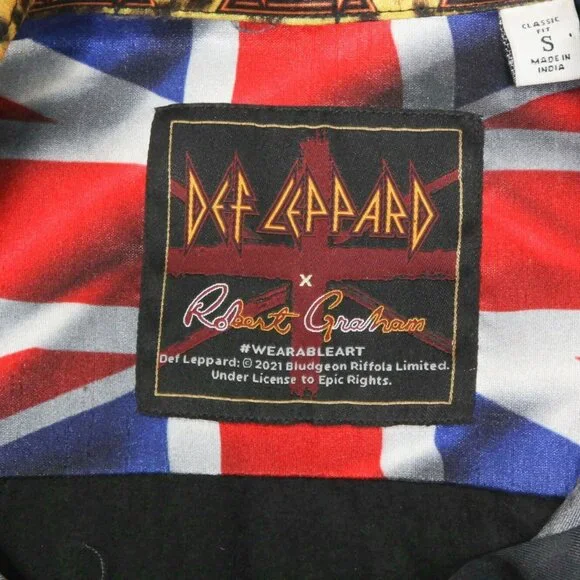 CLASSIC
FIT
S
MADE IN
INDIA
DEF LEPPARD
x
Robert Graham
#WEARABLEART
Def Leppard: © 2021 Bludgeon Riffola Limited.
Under License to Epic Rights.